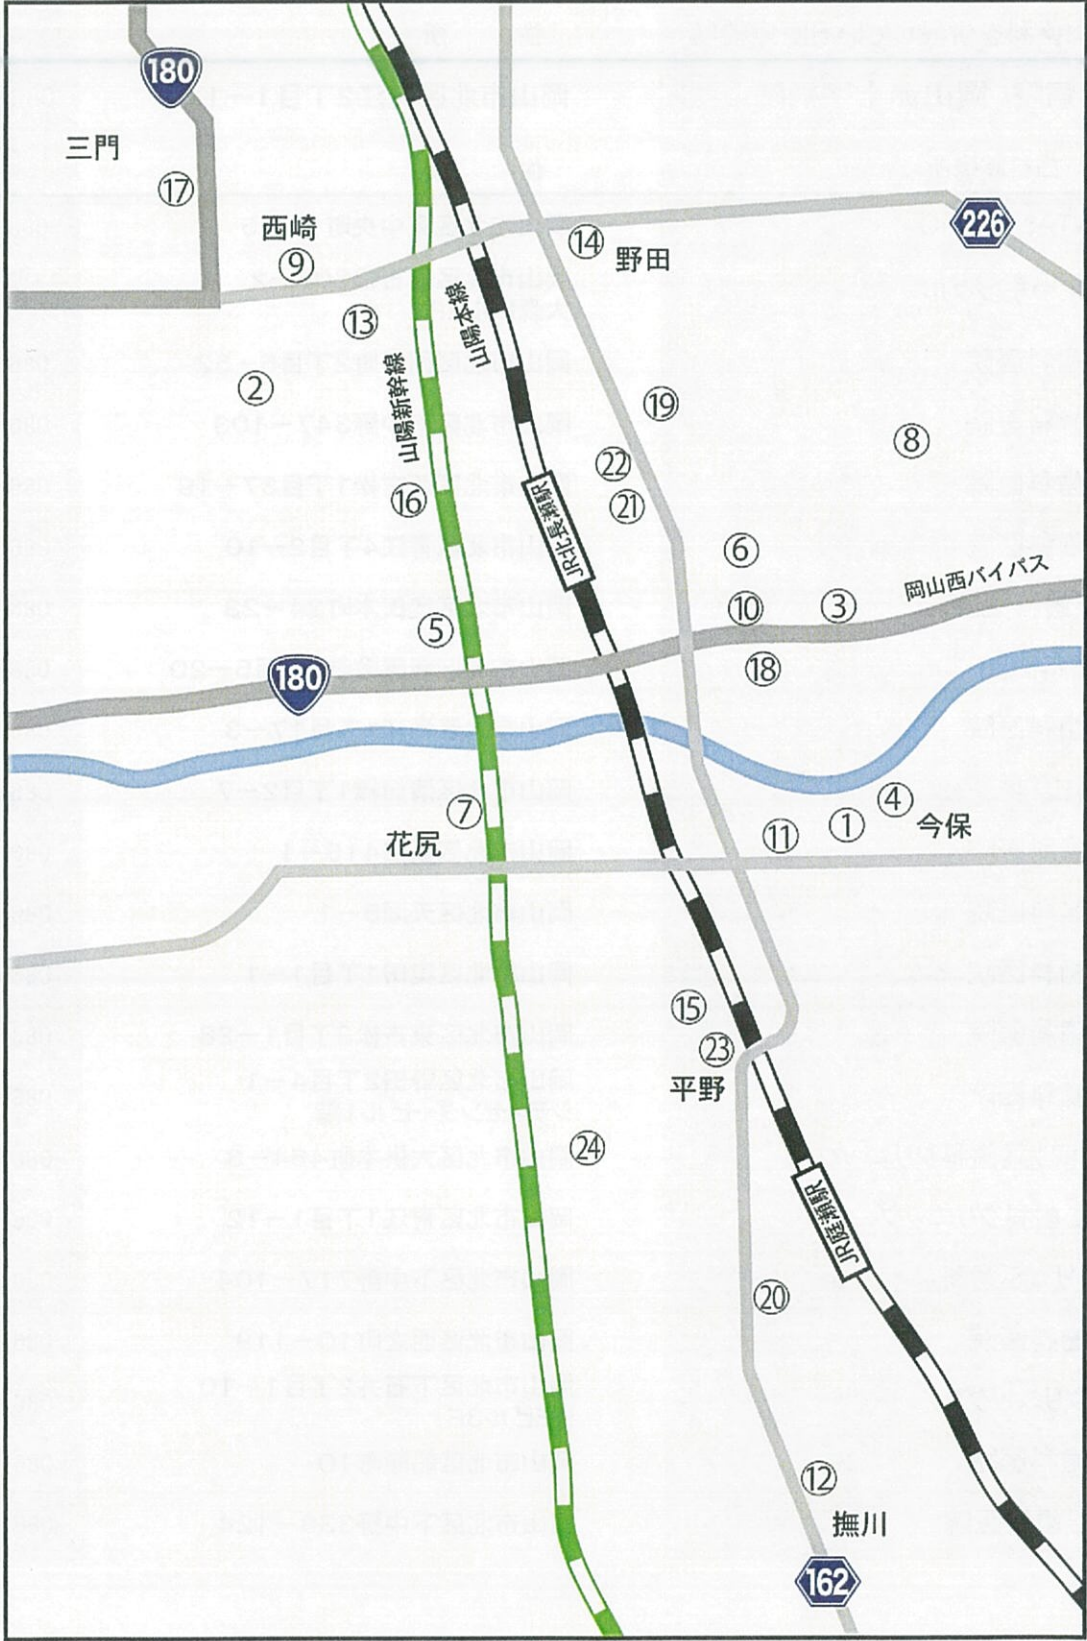 180
三門
⑰
226
西崎
⑨
⑭
野田
⑬
山陽本線
山陽新幹線
②
⑲
⑧
㉒
⑯
㉑
JR北長瀬駅
⑥
岡山西バイパス
⑩
③
⑤
⑱
180
④
⑦
①
今保
⑪
花尻
⑮
㉓
平野
㉔
JR庭瀬駅
⑳
⑫
撫川
162